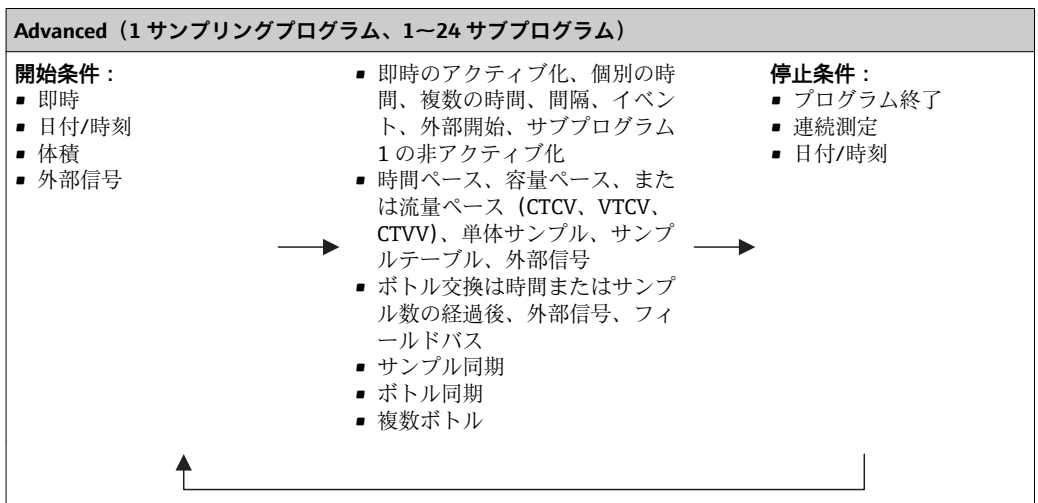 Advanced（1 サンプリングプログラム、1～24 サブプログラム）
開始条件：
▪ 即時
▪ 日付/時刻
▪ 体積
▪ 外部信号
▪ 即時のアクティブ化、個別の時
間、複数の時間、間隔、イベン
ト、外部開始、サブプログラム
1 の非アクティブ化
▪ 時間ペース、容量ペース、また
は流量ペース（CTCV、VTCV、
CTVV）、単体サンプル、サンプ
ルテーブル、外部信号
▪ ボトル交換は時間またはサンプ
ル数の経過後、外部信号、フィ
ールドバス
▪ サンプル同期
▪ ボトル同期
▪ 複数ボトル
停止条件：
▪ プログラム終了
▪ 連続測定
▪ 日付/時刻